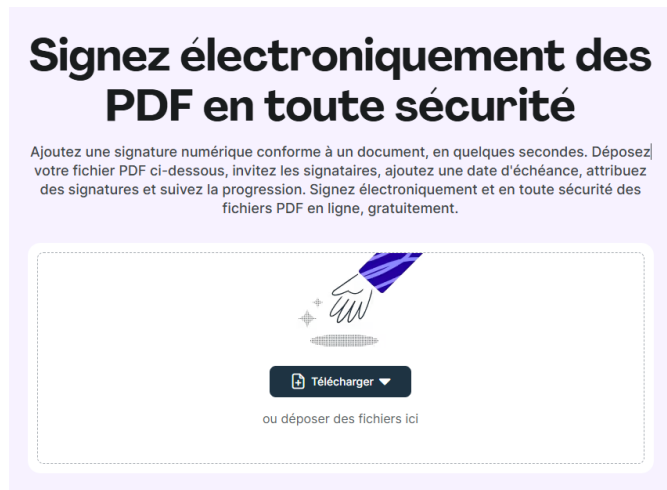 Signez électroniquement des
PDF en toute sécurité
Ajoutez une signature numérique conforme à un document, en quelques secondes. Déposez
votre fichier PDF ci-dessous, invitez les signataires, ajoutez une date d'échéance, attribuez
des signatures et suivez la progression. Signez électroniquement et en toute sécurité des
fichiers PDF en ligne, gratuitement.
Télécharger
ou déposer des fichiers ici